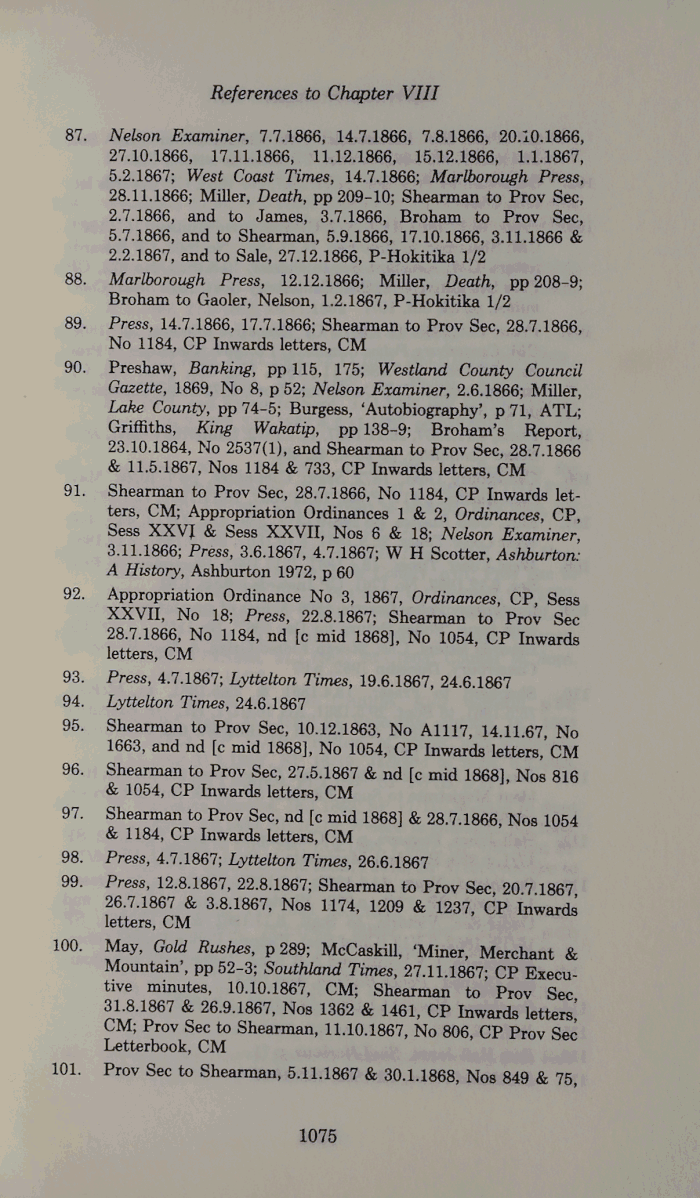 References to Chapter VIII
87. Nelson Examiner, 7.7.1866, 14.7.1866, 7.8.1866, 20.10.1866,
27.10.1866, 17.11.1866, 11.12.1866, 15.12.1866, 1.1.1867,
5.2.1867; West Coast Times, 14.7.1866; Marlborough Press,
28.11.1866; Miller, Death, pp 209-10; Shearman to Prov Sec,
2.7.1866, and to James, 3.7.1866, Broham to Prov Sec,
5.7.1866, and to Shearman, 5.9.1866, 17.10.1866, 3.11.1866 &
2.2.1867, and to Sale, 27.12.1866, P-Hokitika 1/2
88. Marlborough Press, 12.12.1866; Miller, Death, pp 208-9;
Broham to Gaoler, Nelson, 1.2.1867, P-Hokitika 1/2
89. Press, 14.7.1866, 17.7.1866; Shearman to Prov Sec, 28.7.1866,
No 1184, CP Inwards letters, CM
90. Preshaw, Banking, pp 115, 175; Westland County Council
Gazette, 1869, No 8, p 52; Nelson Examiner, 2.6.1866; Miller,
Lake County, pp 74-5; Burgess, 'Autobiography', p 71, ATL;
Griffiths, King Wakatip, pp 138-9; Broham's Report,
23.10.1864, No 2537(1), and Shearman to Prov Sec, 28.7.1866
& 11.5.1867, Nos 1184 & 733, CP Inwards letters, CM
91. Shearman to Prov Sec, 28.7.1866, No 1184, CP Inwards let-
ters, CM; Appropriation Ordinances 1 & 2, Ordinances, CP,
Sess XXVI & Sess XXVII, Nos 6 & 18; Nelson Examiner,
3.11.1866; Press, 3.6.1867, 4.7.1867; W H Scotter, Ashburton:
A History, Ashburton 1972, p 60
92. Appropriation Ordinance No 3, 1867, Ordinances, CP, Sess
XXVII, No 18; Press, 22.8.1867; Shearman to Prov Sec
28.7.1866, No 1184, nd [c mid 1868], No 1054, CP Inwards
letters, CM
93. Press, 4.7.1867; Lyttelton Times, 19.6.1867, 24.6.1867
94. Lyttelton Times, 24.6.1867
95. Shearman to Prov Sec, 10.12.1863, No A1117, 14.11.67, No
1663, and nd [c mid 1868], No 1054, CP Inwards letters, CM
96. Shearman to Prov Sec, 27.5.1867 & nd [c mid 1868], Nos 816
& 1054, CP Inwards letters, CM
97. Shearman to Prov Sec, nd [c mid 1868] & 28.7.1866, Nos 1054
& 1184, CP Inwards letters, CM
98. Press, 4.7.1867; Lyttelton Times, 26.6.1867
99. Press, 12.8.1867, 22.8.1867; Shearman to Prov Sec, 20.7.1867,
26.7.1867 & 3.8.1867, Nos 1174, 1209 & 1237, CP Inwards
letters, CM
100. May, Gold Rushes, p 289; McCaskill, 'Miner, Merchant &
Mountain', pp 52-3; Southland Times, 27.11.1867; CP Execu-
tive minutes, 10.10.1867, CM; Shearman to Prov Sec,
31.8.1867 & 26.9.1867, Nos 1362 & 1461, CP Inwards letters,
CM; Prov Sec to Shearman, 11.10.1867, No 806, CP Prov Sec
Letterbook, CM
101. Prov Sec to Shearman, 5.11.1867 & 30.1.1868, Nos 849 & 75,
1075